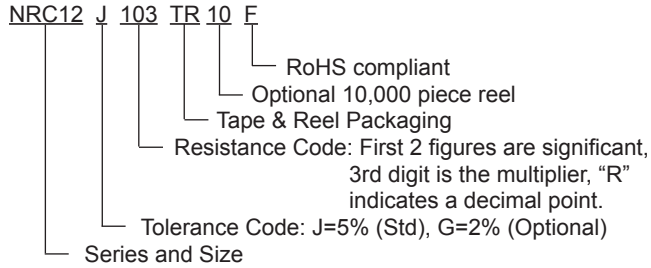 NRC12 J 103 TR 10 F
RoHS compliant
Optional 10,000 piece reel
Tape & Reel Packaging
Resistance Code: First 2 figures are significant,
3rd digit is the multiplier, “R”
indicates a decimal point.
Tolerance Code: J=5% (Std), G=2% (Optional)
Series and Size